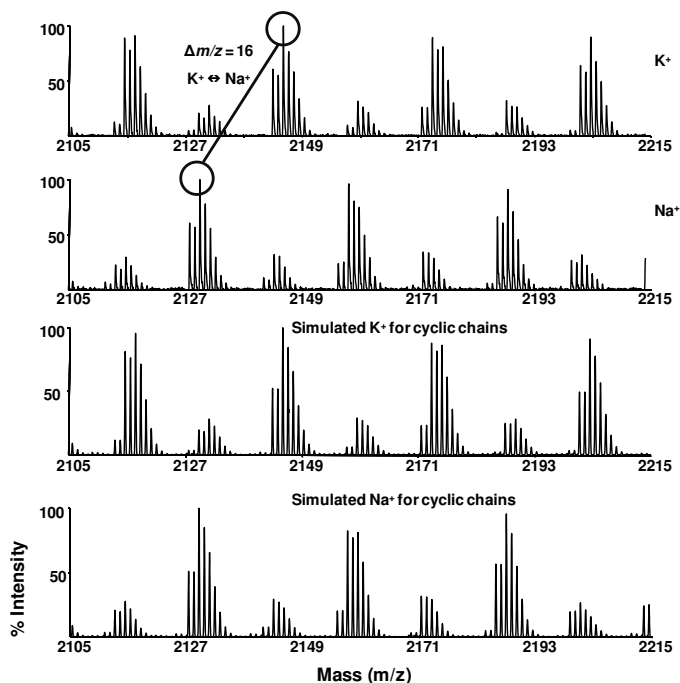 100
50
Δm/z = 16
K⁺ ⇔ Na⁺
K⁺
2105 2127 2149 2171 2193 2215
100
50
Na⁺
2105 2127 2149 2171 2193 2215
Simulated K⁺ for cyclic chains
100
50
2105 2127 2149 2171 2193 2215
Simulated Na⁺ for cyclic chains
100
50
2105 2127 2149 2171 2193 2215
% Intensity
Mass (m/z)